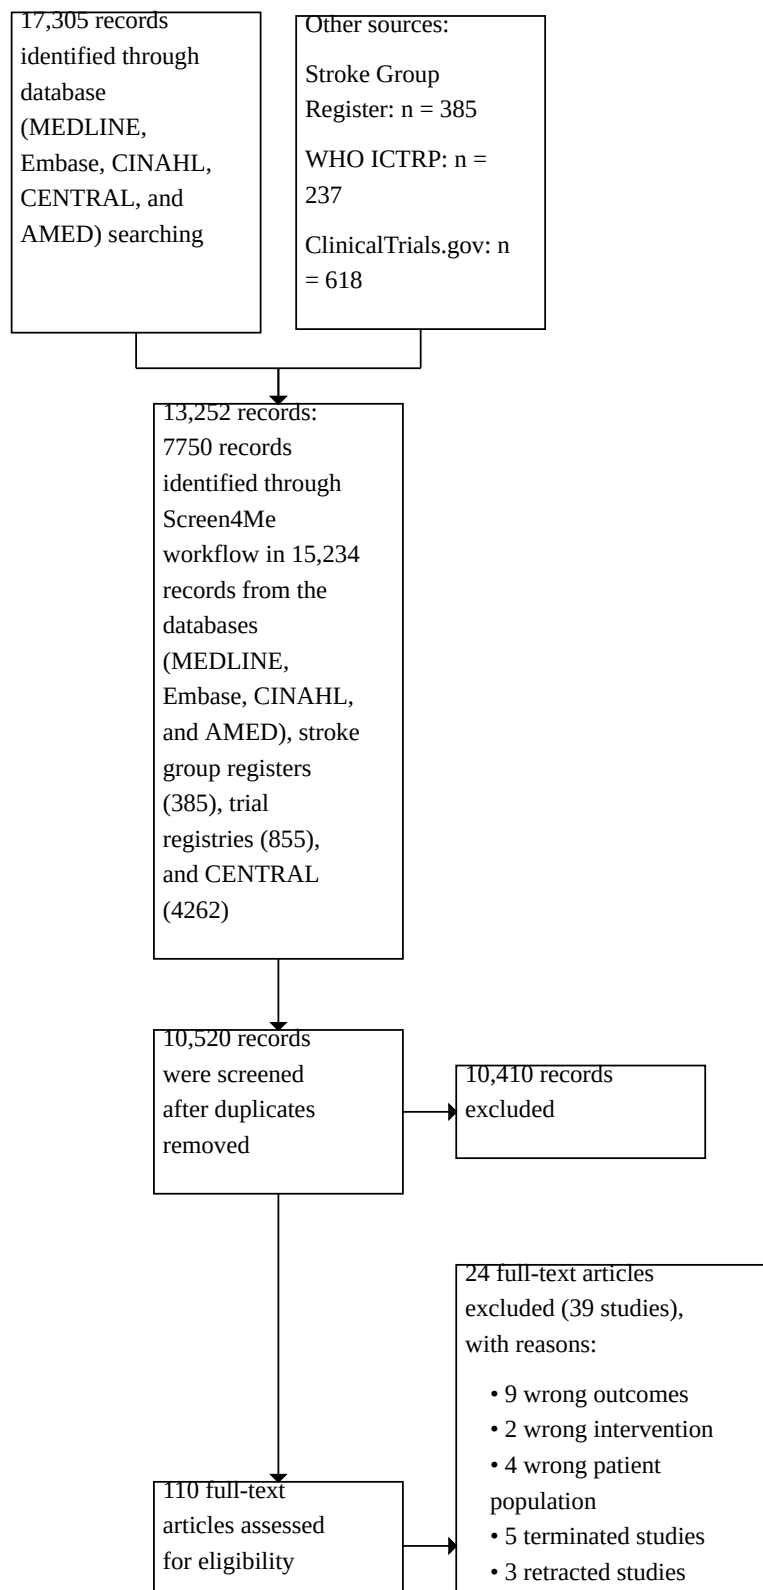 17,305 records
identified through
database
(MEDLINE,
Embase, CINAHL,
CENTRAL, and
AMED) searching
Other sources:
Stroke Group
Register: n = 385
WHO ICTRP: n =
237
ClinicalTrials.gov: n
= 618
13,252 records:
7750 records
identified through
Screen4Me
workflow in 15,234
records from the
databases
(MEDLINE,
Embase, CINAHL,
and AMED), stroke
group registers
(385), trial
registries (855),
and CENTRAL
(4262)
10,520 records
were screened
after duplicates
removed
10,410 records
excluded
24 full-text articles
excluded (39 studies),
with reasons:
• 9 wrong outcomes
• 2 wrong intervention
• 4 wrong patient
population
• 5 terminated studies
• 3 retracted studies
110 full-text
articles assessed
for eligibility